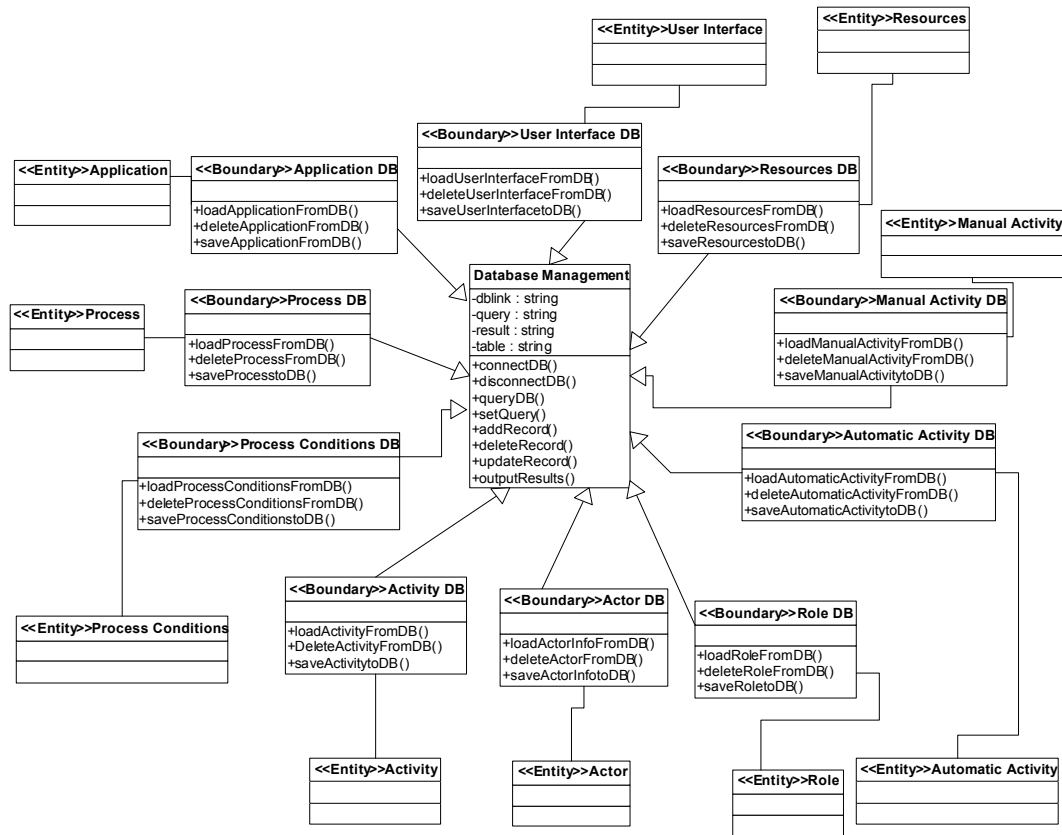 <<Entity>>User Interface
<<Entity>>Resources
<<Boundary>>User Interface DB
+loadUserInterfaceFromDB()
+deleteUserInterfaceFromDB()
+saveUserInterfacetoDB()
<<Entity>>Application
<<Boundary>>Application DB
+loadApplicationFromDB()
+deleteApplicationFromDB()
+saveApplicationFromDB()
<<Boundary>>Resources DB
+loadResourcesFromDB()
+deleteResourcesFromDB()
+saveResourcestoDB()
<<Entity>>Manual Activity
Database Management
-dblink : string
-query : string
-result : string
-table : string
+connectDB()
+disconnectDB()
+queryDB()
+setQuery()
+addRecord()
+deleteRecord()
+updateRecord()
+outputResults()
<<Entity>>Process
<<Boundary>>Process DB
+loadProcessFromDB()
+deleteProcessFromDB()
+saveProcesstoDB()
<<Boundary>>Manual Activity DB
+loadManualActivityFromDB()
+deleteManualActivityFromDB()
+saveManualActivitytoDB()
<<Boundary>>Process Conditions DB
+loadProcessConditionsFromDB()
+deleteProcessConditionsFromDB()
+saveProcessConditionstoDB()
<<Boundary>>Automatic Activity DB
+loadAutomaticActivityFromDB()
+deleteAutomaticActivityFromDB()
+saveAutomaticActivitytoDB()
<<Boundary>>Activity DB
+loadActivityFromDB()
+DeleteActivityFromDB()
+saveActivitytoDB()
<<Boundary>>Actor DB
+loadActorInfoFromDB()
+deleteActorFromDB()
+saveActorInfotoDB()
<<Boundary>>Role DB
+loadRoleFromDB()
+deleteRoleFromDB()
+saveRoletoDB()
<<Entity>>Process Conditions
<<Entity>>Activity
<<Entity>>Actor
<<Entity>>Role
<<Entity>>Automatic Activity